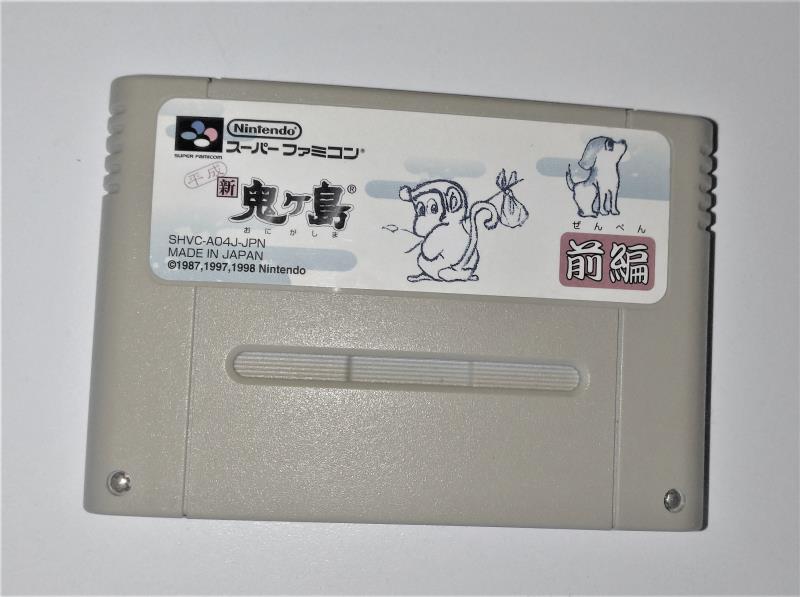 Nintendo
SUPER FAMICOM
スーパーファミコン®
平成
新
鬼ヶ島®
おにがしま
SHVC-A04J-JPN
MADE IN JAPAN
©1987,1997,1998 Nintendo
ぜんぺん
前編